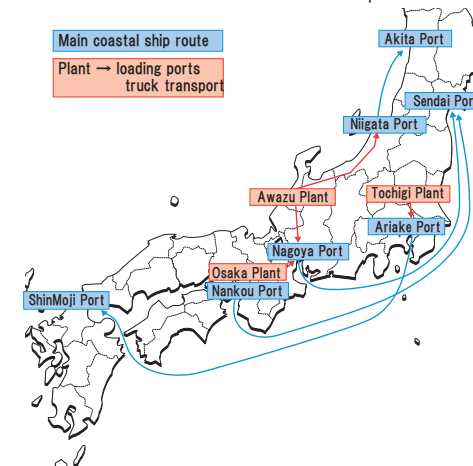 Main coastal ship route
Plant → loading ports
truck transport
Akita Port
Sendai Port
Niigata Port
Awazu Plant
Tochigi Plant
Ariake Port
Nagoya Port
Osaka Plant
Nankou Port
ShinMoji Port